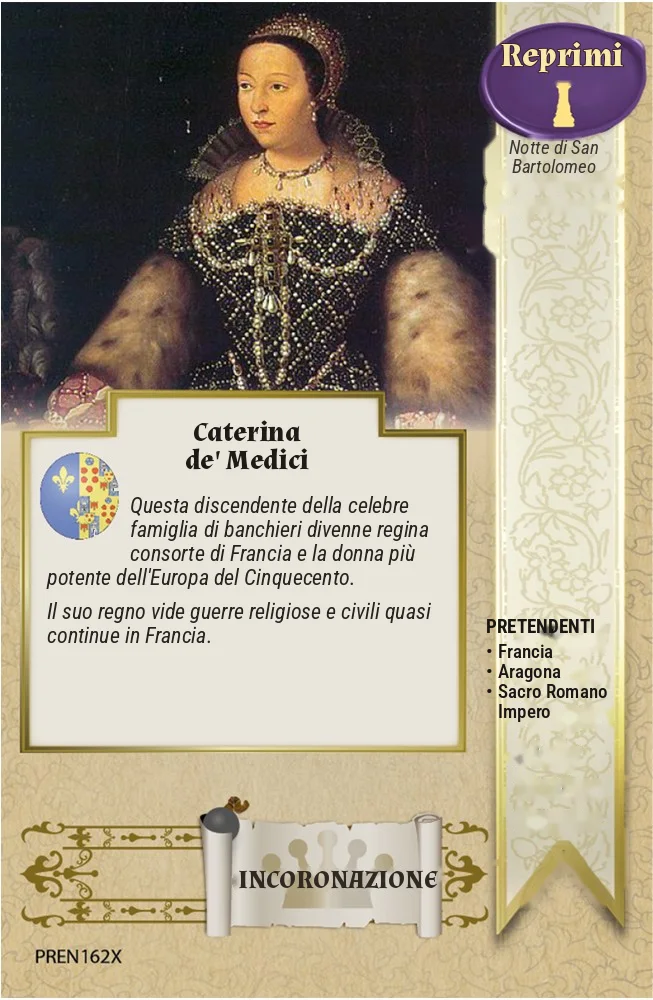 Reprimi
Notte di San
Bartolomeo
Caterina
de' Medici
Questa discendente della celebre
famiglia di banchieri divenne regina
consorte di Francia e la donna più
potente dell'Europa del Cinquecento.
Il suo regno vide guerre religiose e civili quasi
continue in Francia.
PRETENDENTI
• Francia
• Aragona
• Sacro Romano
Impero
INCORONAZIONE
PREN162X